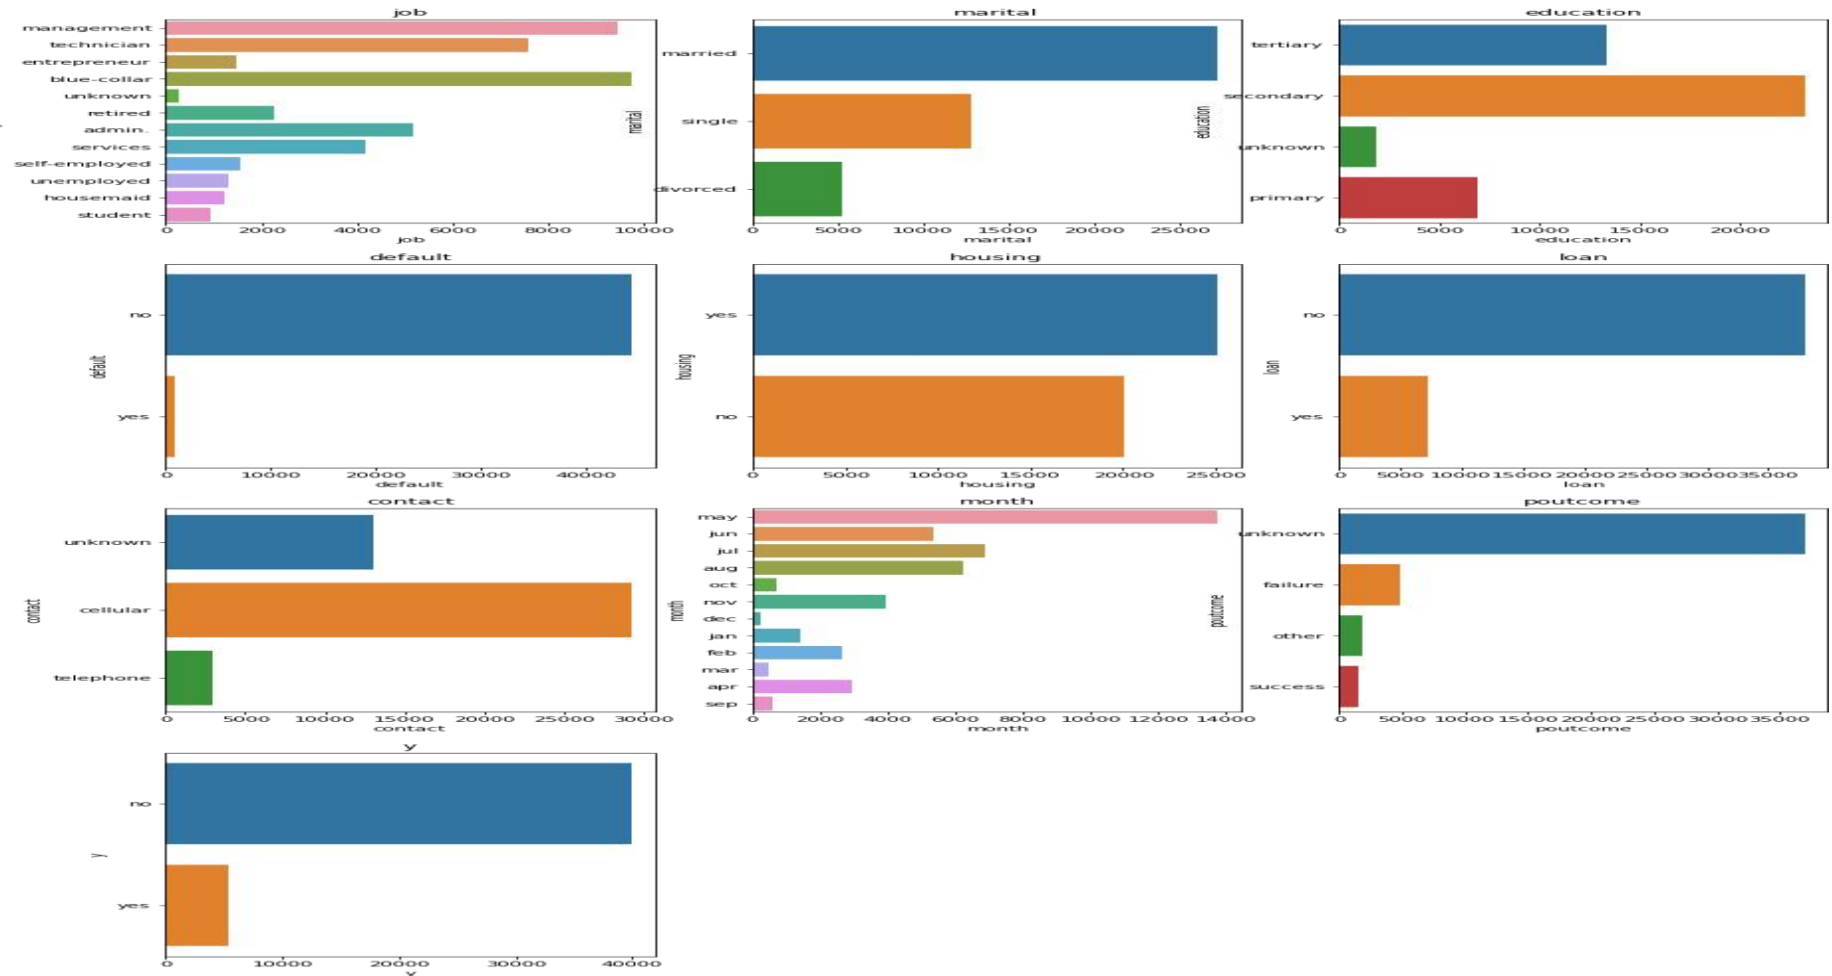 job
management
technician
entrepreneur
blue-collar
unknown
retired
admin.
services
self-employed
unemployed
housemaid
student
0 2000 4000 6000 8000 10000
job
marital
marital
married
single
divorced
0 5000 10000 15000 20000 25000
marital
education
education
tertiary
secondary
unknown
primary
0 5000 10000 15000 20000
education
default
default
no
yes
0 10000 20000 30000 40000
default
housing
housing
yes
no
0 5000 10000 15000 20000 25000
housing
loan
loan
no
yes
0 5000 10000 15000 20000 25000 30000 35000
loan
contact
contact
unknown
cellular
telephone
0 5000 10000 15000 20000 25000 30000
contact
month
month
may
jun
jul
aug
oct
nov
dec
jan
feb
mar
apr
sep
0 2000 4000 6000 8000 10000 12000 14000
month
poutcome
poutcome
unknown
failure
other
success
0 5000 10000 15000 20000 25000 30000 35000
poutcome
y
y
no
yes
0 10000 20000 30000 40000
y